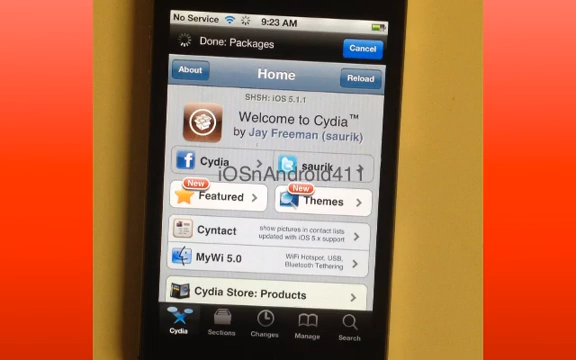 No Service 9:23 AM
Done: Packages
Cancel
About
Home
Reload
SHSH: iOS 5.1.1
Welcome to Cydia™
by Jay Freeman (saurik)
Cydia
saurik
iOSnAndroid411
New
Featured
New
Themes
Cyntact
show pictures in contact lists
updated with iOS 5.x support
MyWi 5.0
WiFi Hotspot, USB,
Bluetooth Tethering
Cydia Store: Products
Cydia
Sections
Changes
Manage
Search